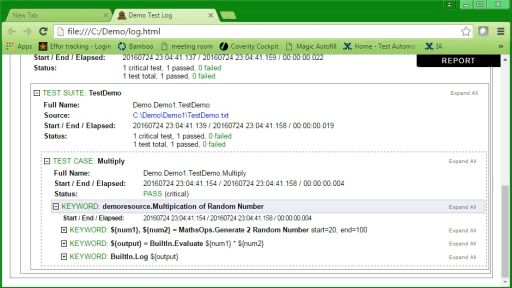 New Tab
Demo Test Log
file:///C:/Demo/log.html
Apps Effor tracking - Login Bamboo meeting room Coverity Cockpit Magic Autofill Home - Test Automat IA
Start / End / Elapsed: 20160724 23:04:41.137 / 20160724 23:04:41.159 / 00:00:00.022
REPORT
Status: 1 critical test, 1 passed, 0 failed
1 test total, 1 passed, 0 failed
TEST SUITE: TestDemo Expand All
Full Name: Demo.Demo1.TestDemo
Source: C:\Demo\Demo1\TestDemo.txt
Start / End / Elapsed: 20160724 23:04:41.139 / 20160724 23:04:41.158 / 00:00:00.019
Status: 1 critical test, 1 passed, 0 failed
1 test total, 1 passed, 0 failed
TEST CASE: Multiply Expand All
Full Name: Demo.Demo1.TestDemo.Multiply
Start / End / Elapsed: 20160724 23:04:41.154 / 20160724 23:04:41.158 / 00:00:00.004
Status: PASS (critical)
KEYWORD: demoresource.Multipication of Random Number Expand All
Start / End / Elapsed: 20160724 23:04:41.154 / 20160724 23:04:41.158 / 00:00:00.004
KEYWORD: ${num1}, ${num2} = MathsOps.Generate 2 Random Number start=20, end=100 Expand All
KEYWORD: ${output} = BuiltIn.Evaluate ${num1} * ${num2} Expand All
KEYWORD: BuiltIn.Log ${output} Expand All